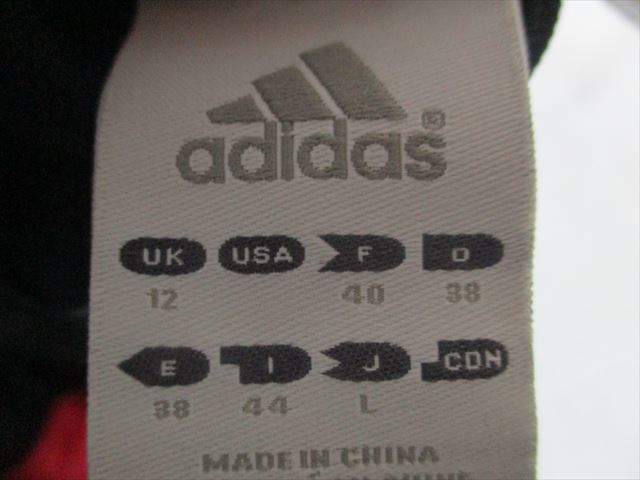 adidas®
UK USA F D
12 40 38
E I J CDN
38 44 L
MADE IN CHINA